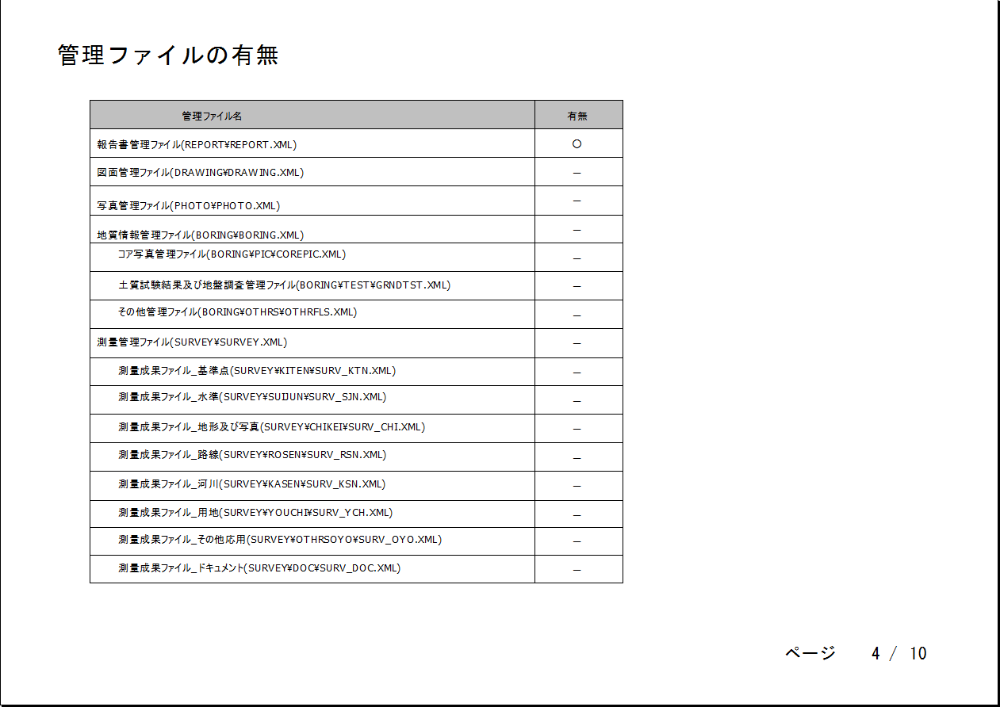 管理ファイルの有無
管理ファイル名 有無
報告書管理ファイル(REPORT¥REPORT.XML) ○
図面管理ファイル(DRAWING¥DRAWING.XML) －
写真管理ファイル(PHOTO¥PHOTO.XML) －
地質情報管理ファイル(BORING¥BORING.XML) －
コア写真管理ファイル(BORING¥PIC¥COREPIC.XML) －
土質試験結果及び地盤調査管理ファイル(BORING¥TEST¥GRNDTST.XML) －
その他管理ファイル(BORING¥OTHRS¥OTHRFLS.XML) －
測量管理ファイル(SURVEY¥SURVEY.XML) －
測量成果ファイル_基準点(SURVEY¥KITEN¥SURV_KTN.XML) －
測量成果ファイル_水準(SURVEY¥SUIJUN¥SURV_SJN.XML) －
測量成果ファイル_地形及び写真(SURVEY¥CHIKEI¥SURV_CHI.XML) －
測量成果ファイル_路線(SURVEY¥ROSEN¥SURV_RSN.XML) －
測量成果ファイル_河川(SURVEY¥KASEN¥SURV_KSN.XML) －
測量成果ファイル_用地(SURVEY¥YOUCHI¥SURV_YCH.XML) －
測量成果ファイル_その他応用(SURVEY¥OTHRSOYO¥SURV_OYO.XML) －
測量成果ファイル_ドキュメント(SURVEY¥DOC¥SURV_DOC.XML) －
ページ 4 / 10